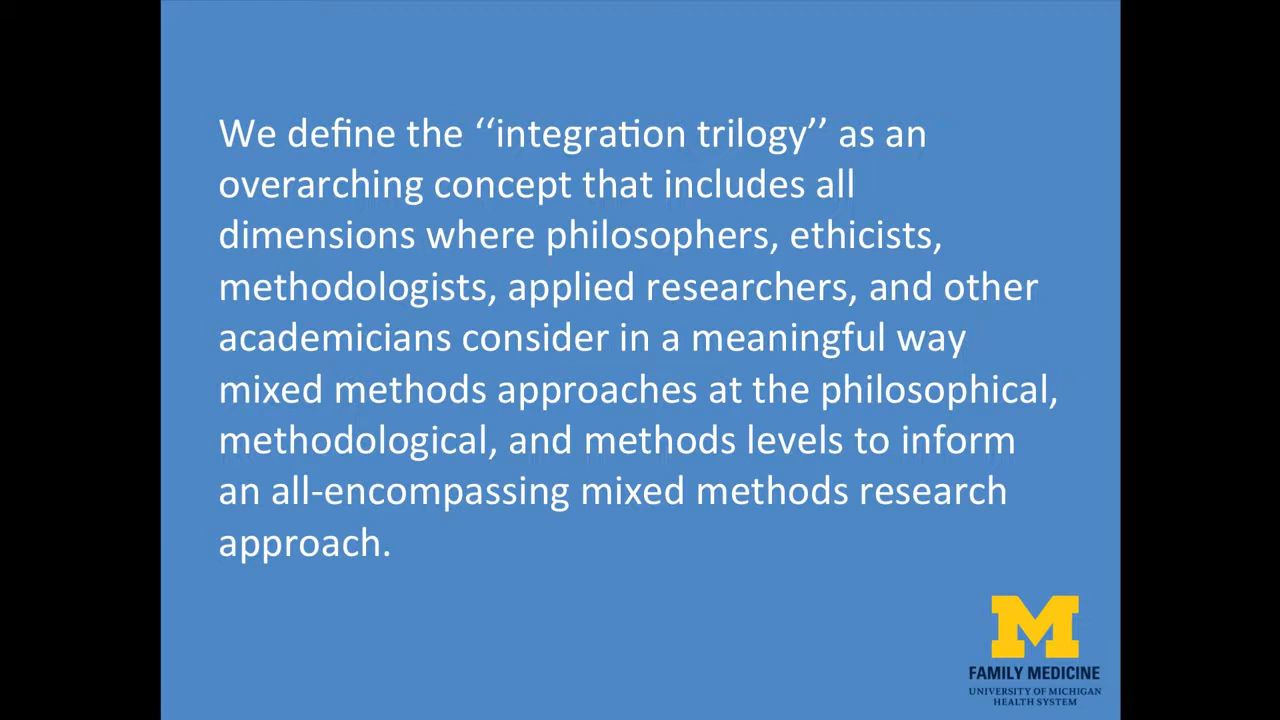 We define the ‘‘integration trilogy’’ as an
overarching concept that includes all
dimensions where philosophers, ethicists,
methodologists, applied researchers, and other
academicians consider in a meaningful way
mixed methods approaches at the philosophical,
methodological, and methods levels to inform
an all-encompassing mixed methods research
approach.
M
FAMILY MEDICINE
UNIVERSITY OF MICHIGAN
HEALTH SYSTEM